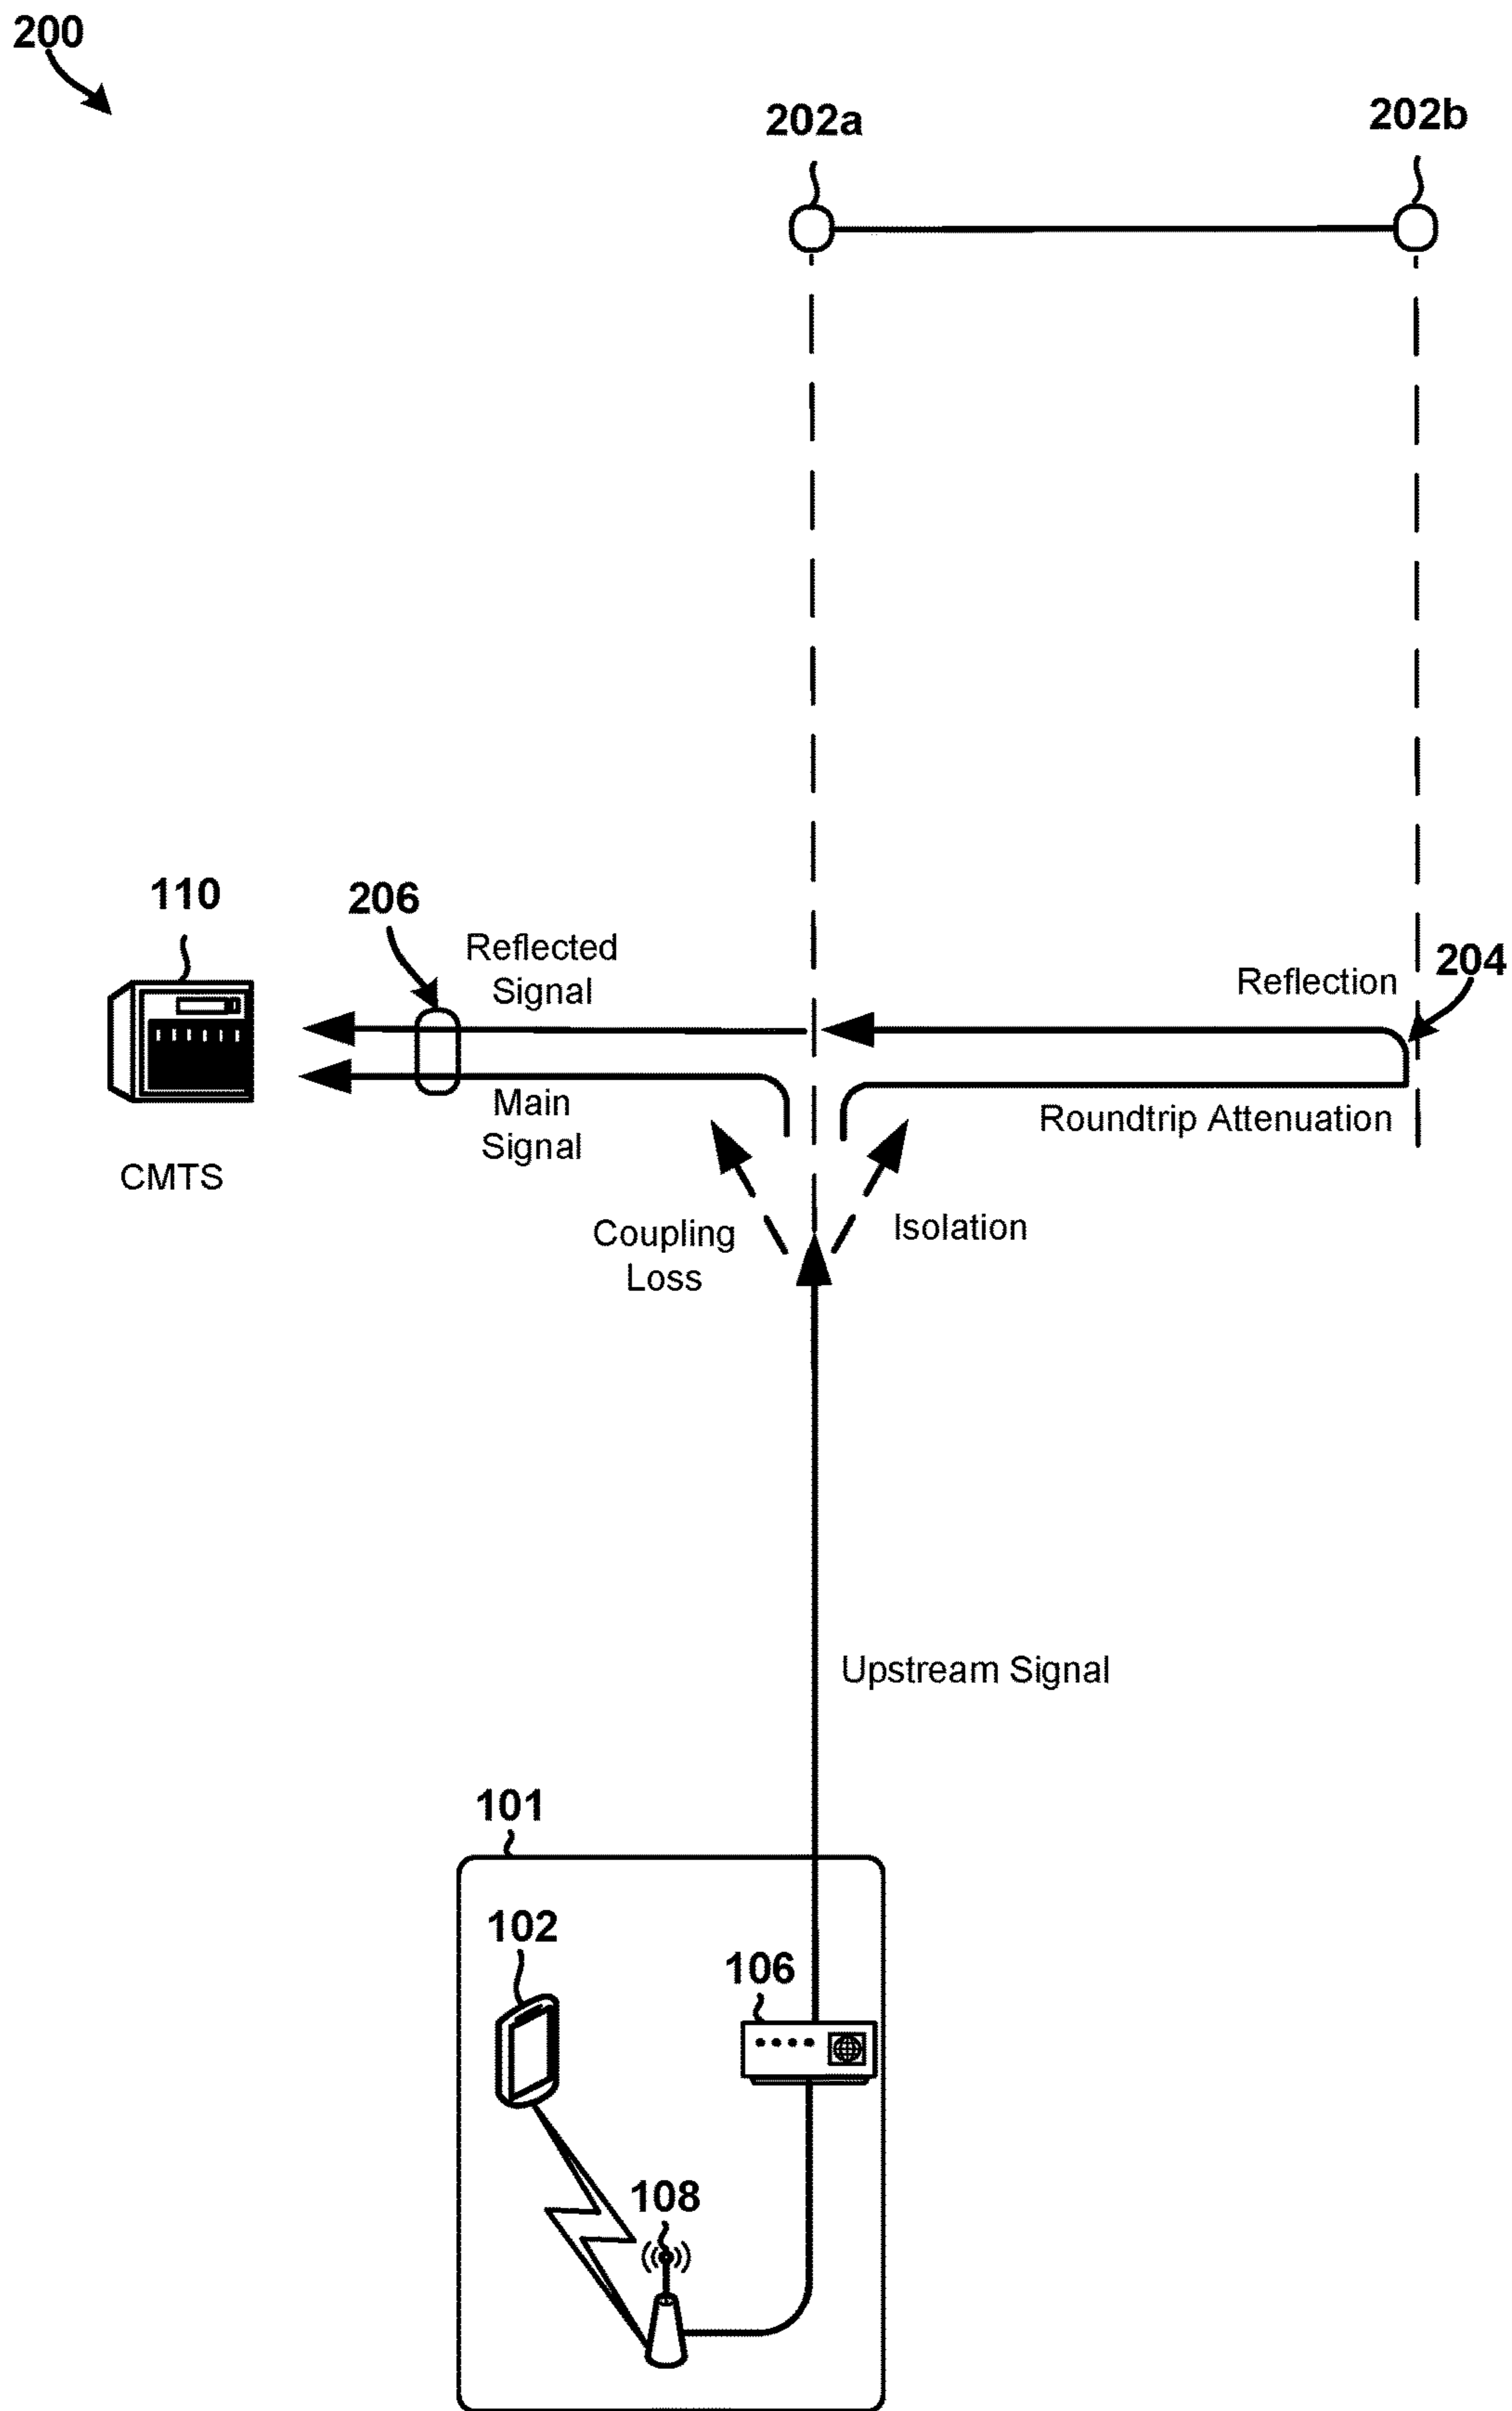 200
202a
202b
110
206
Reflected
Signal
Reflection
204
Main
Signal
Roundtrip Attenuation
CMTS
Coupling
Loss
Isolation
Upstream Signal
101
102
106
108